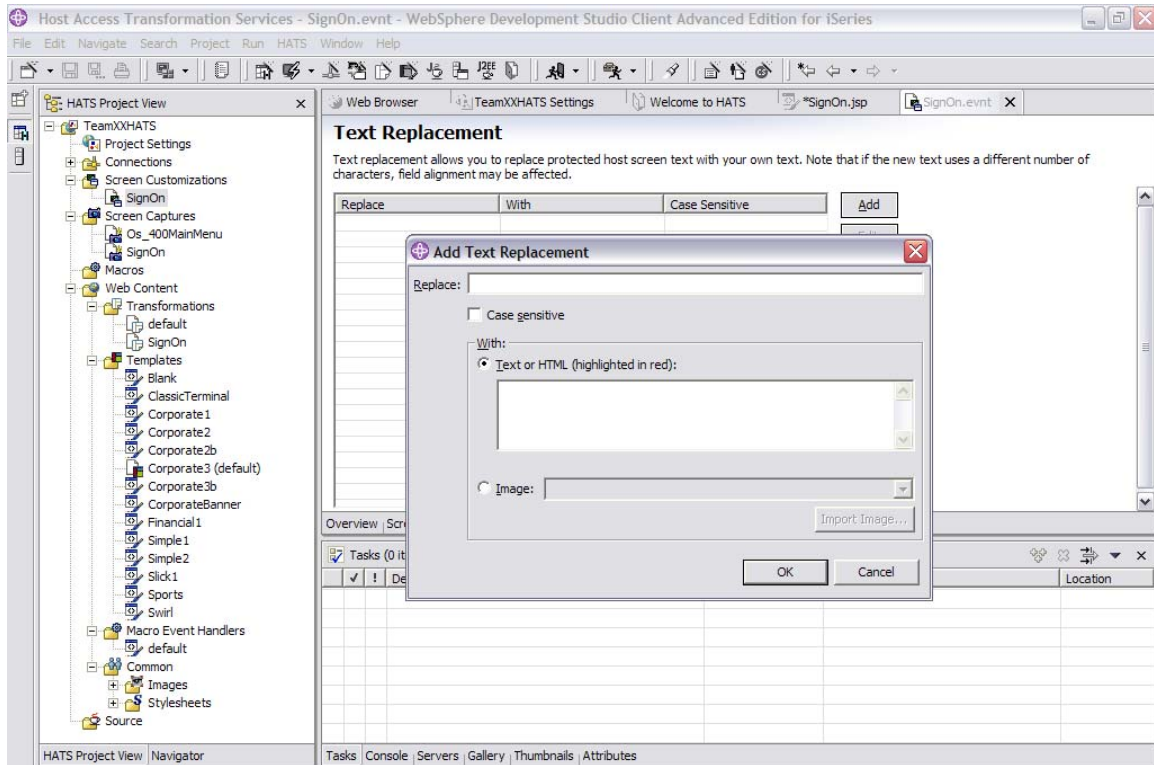 Host Access Transformation Services - SignOn.evnt - WebSphere Development Studio Client Advanced Edition for iSeries
File Edit Navigate Search Project Run HATS Window Help
HATS Project View
Web Browser TeamXXHATS Settings Welcome to HATS *SignOn.jsp SignOn.evnt
TeamXXHATS
Project Settings
Connections
Screen Customizations
SignOn
Screen Captures
Os_400MainMenu
SignOn
Macros
Web Content
Transformations
default
SignOn
Templates
Blank
ClassicTerminal
Corporate1
Corporate2
Corporate2b
Corporate3 (default)
Corporate3b
CorporateBanner
Financial1
Simple1
Simple2
Slick1
Sports
Swirl
Macro Event Handlers
default
Common
Images
Stylesheets
Source
HATS Project View Navigator
Text Replacement
Text replacement allows you to replace protected host screen text with your own text. Note that if the new text uses a different number of
characters, field alignment may be affected.
Replace With Case Sensitive Add
Add Text Replacement
Replace:
Case sensitive
With:
Text or HTML (highlighted in red):
Image:
Import Image...
OK Cancel
Overview Scr
Tasks (0 it
! De Location
Tasks Console Servers Gallery Thumbnails Attributes